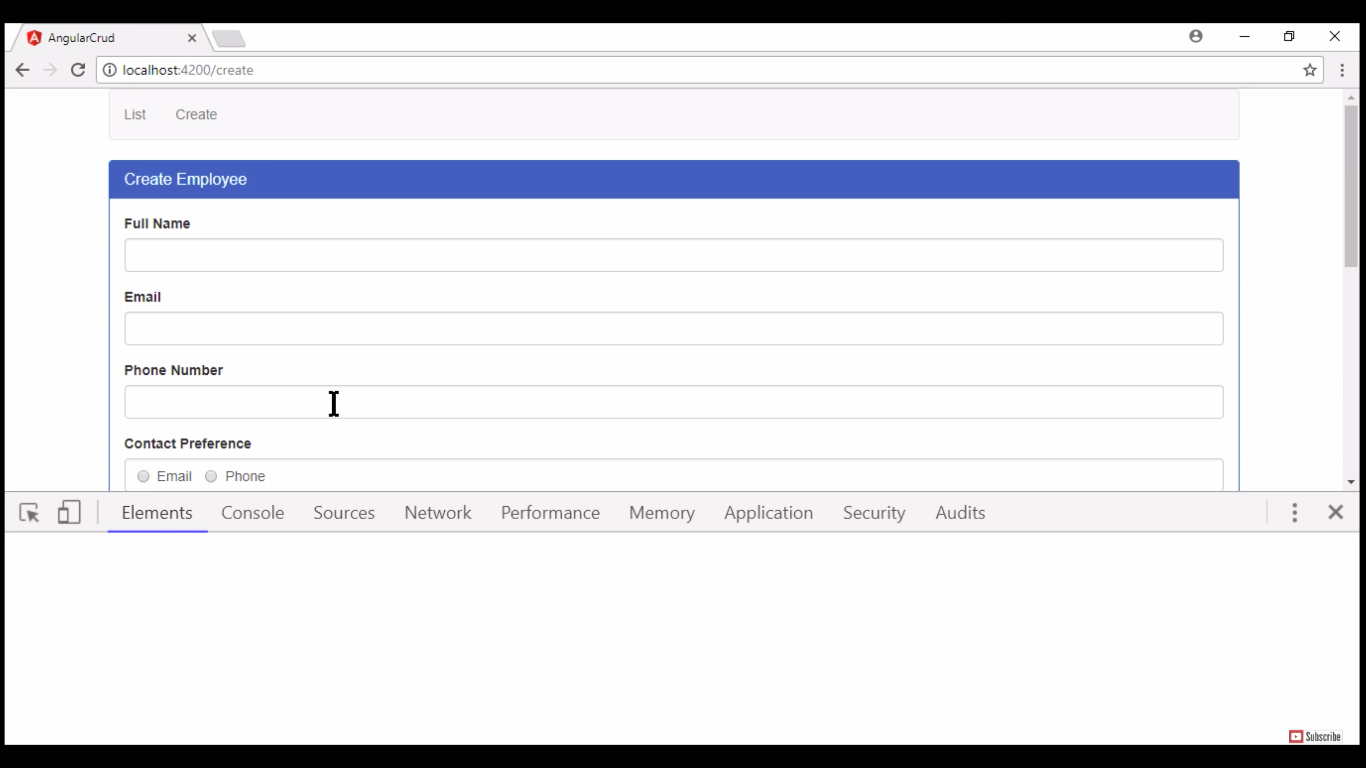 AngularCrud
localhost:4200/create
List Create
Create Employee
Full Name
Email
Phone Number
Contact Preference
Email Phone
Elements Console Sources Network Performance Memory Application Security Audits
Subscribe